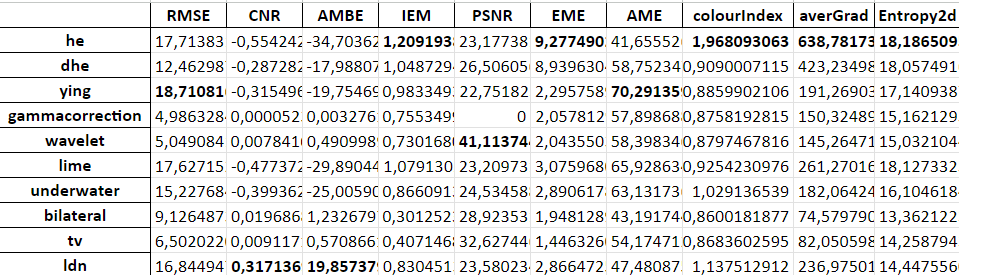 RMSE CNR AMBE IEM PSNR EME AME colourIndex averGrad Entropy2d
he 17,71383 -0,554242 -34,70362 1,209193 23,17738 9,277490 41,65552 1,968093063 638,78173 18,186509
dhe 12,46298 -0,287282 -17,98807 1,048729 26,50605 8,939630 58,752340 0,9090007115 423,23498 18,057491
ying 18,71081 -0,315496 -19,75469 0,983349 22,75182 2,295758 70,291359 0,8859902106 191,26903 17,140938
gammacorrection 4,986328 0,000052 0,003276 0,755349 0 2,057812 57,89868 0,8758192815 150,32489 15,162129
wavelet 5,049084 0,007841 0,490998 0,730168 41,11374 2,043550 58,39834 0,8797467816 145,26471 15,032104
lime 17,62715 -0,477372 -29,89044 1,079130 23,20973 3,075968 65,92863 0,9254230976 261,27016 18,127332
underwater 15,22768 -0,399362 -25,00590 0,866091 24,53458 2,890617 63,13173 1,029136539 182,06424 16,104618
bilateral 9,126487 0,019686 1,232679 0,301252 28,92353 1,948128 43,19174 0,8600181877 74,579790 13,362122
tv 6,502022 0,009117 0,570866 0,407146 32,62744 1,446326 54,17471 0,8683602595 82,050598 14,258794
ldn 16,84494 0,317136 19,85737 0,830451 23,58023 2,866472 47,48087 1,137512912 236,97501 14,447556